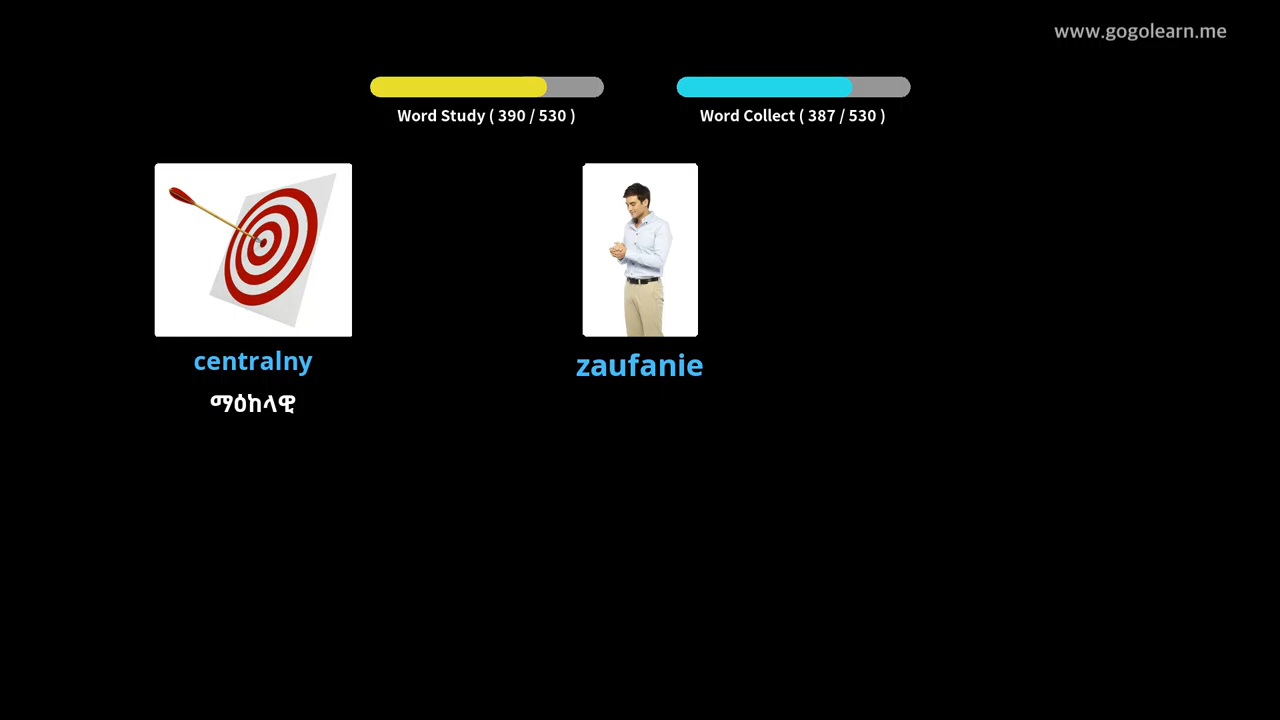 www.gogolearn.me
Word Study ( 390 / 530 )
Word Collect ( 387 / 530 )
centralny
zaufanie
ማዕከላዊ